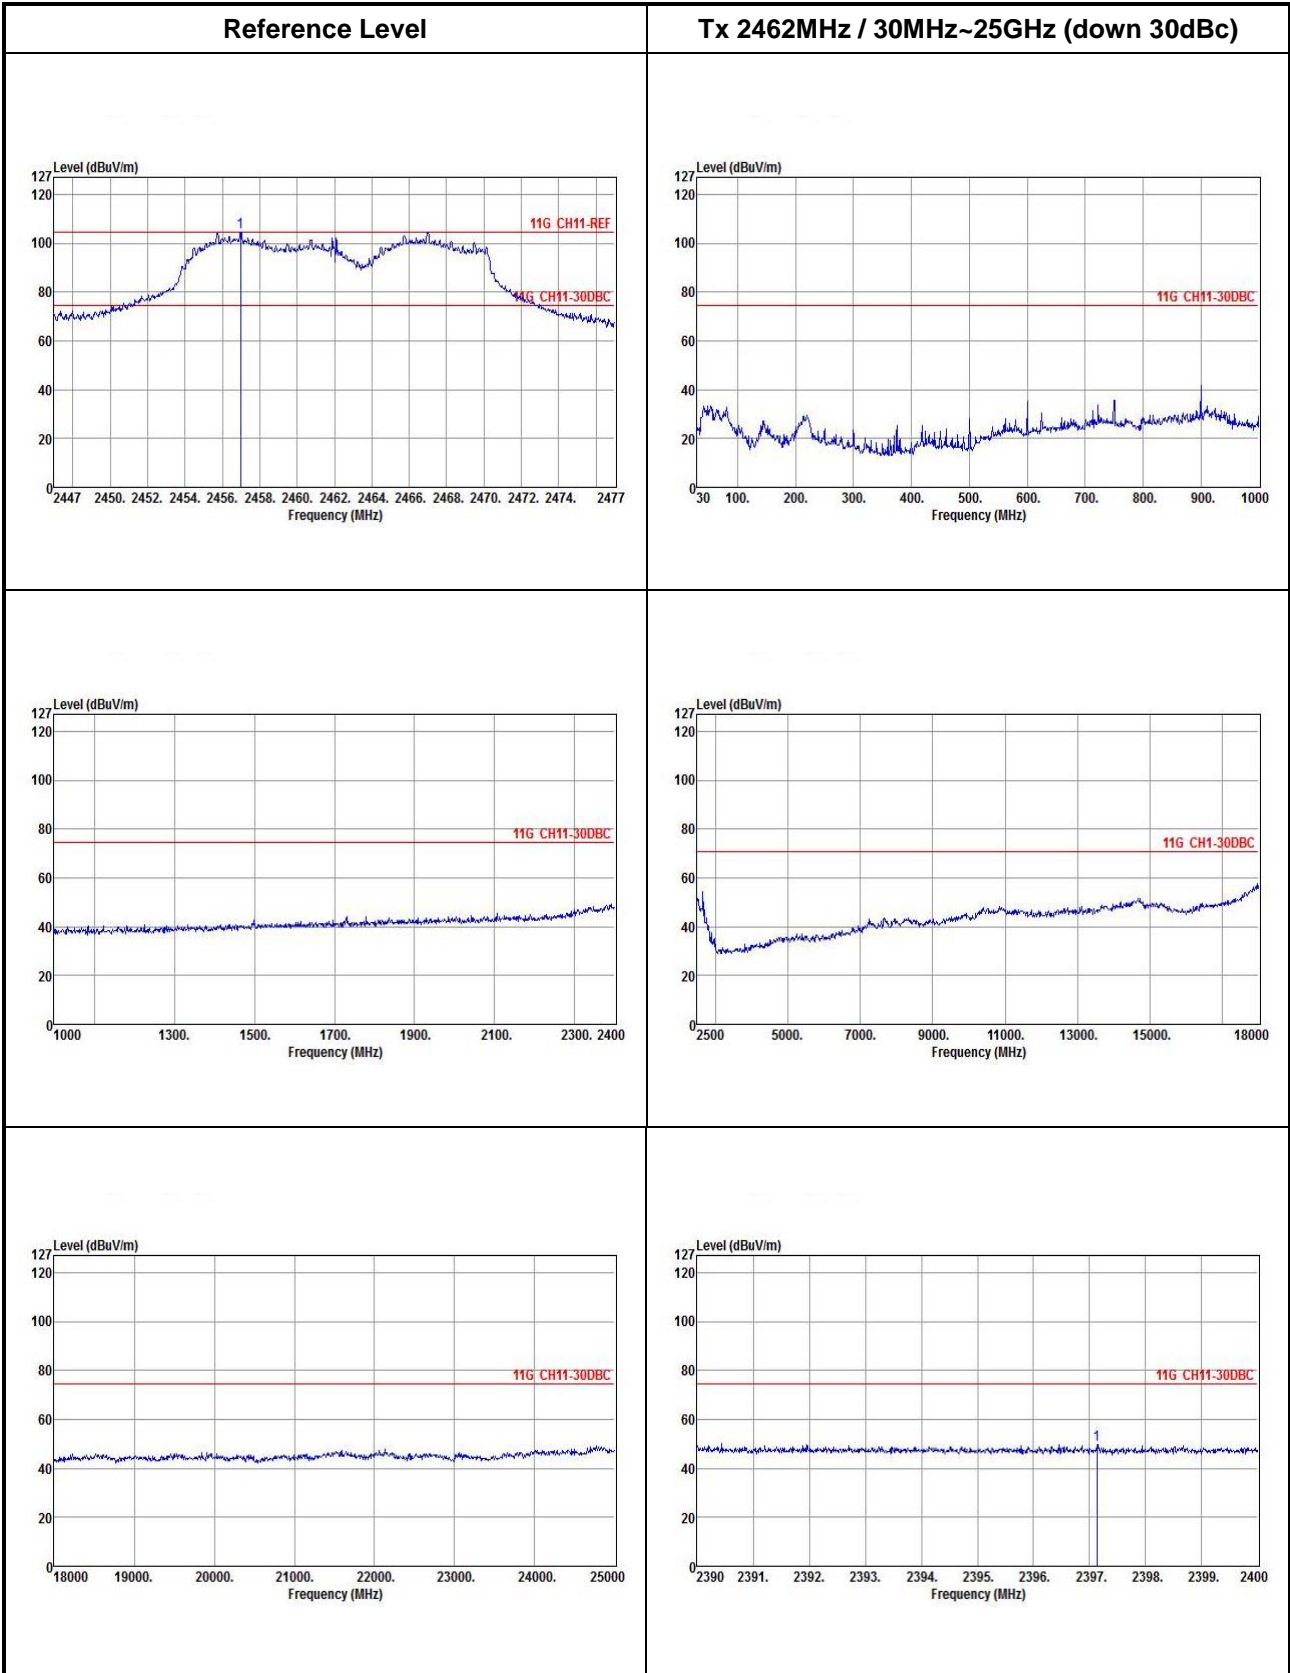 Reference Level
Tx 2462MHz / 30MHz~25GHz (down 30dBc)
Level (dBuV/m)
127
120
100
80
60
40
20
0
1
11G CH11-REF
11G CH11-30DBC
2447 2450. 2452. 2454. 2456. 2458. 2460. 2462. 2464. 2466. 2468. 2470. 2472. 2474. 2477
Frequency (MHz)
Level (dBuV/m)
127
120
100
80
60
40
20
0
11G CH11-30DBC
30 100. 200. 300. 400. 500. 600. 700. 800. 900. 1000
Frequency (MHz)
Level (dBuV/m)
127
120
100
80
60
40
20
0
11G CH11-30DBC
1000 1300. 1500. 1700. 1900. 2100. 2300. 2400
Frequency (MHz)
Level (dBuV/m)
127
120
100
80
60
40
20
0
11G CH1-30DBC
2500 5000. 7000. 9000. 11000. 13000. 15000. 18000
Frequency (MHz)
Level (dBuV/m)
127
120
100
80
60
40
20
0
11G CH11-30DBC
18000 19000. 20000. 21000. 22000. 23000. 24000. 25000
Frequency (MHz)
Level (dBuV/m)
127
120
100
80
60
40
20
0
11G CH11-30DBC
1
2390 2391. 2392. 2393. 2394. 2395. 2396. 2397. 2398. 2399. 2400
Frequency (MHz)